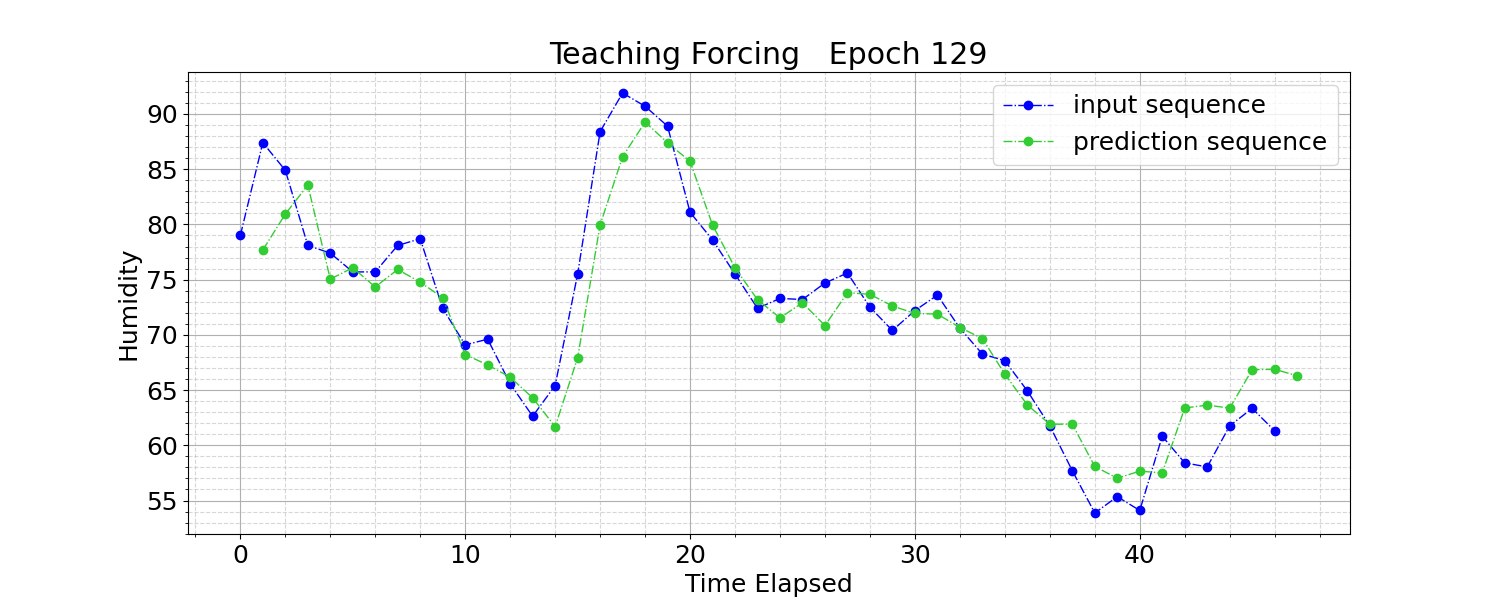 Teaching Forcing   Epoch 129
input sequence
prediction sequence
Humidity
90
85
80
75
70
65
60
55
0 10 20 30 40
Time Elapsed